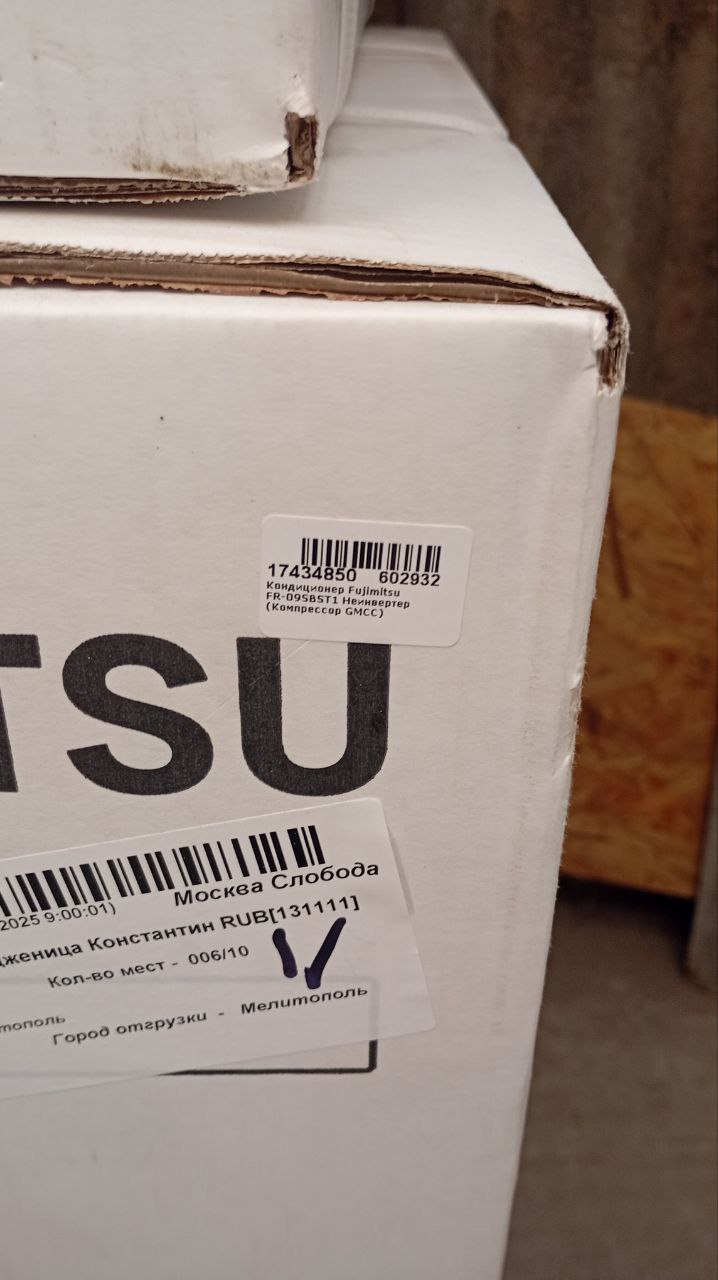 17434850 602932
Кондиционер Fujimitsu
FR-09SBST1 Неинвертер
(Компрессор GMCC)
TSU
Москва Слобода
2025 9:00:01)
Константин RUB[131111]
Кол-во мест - 006/10
Город отгрузки - Мелитополь